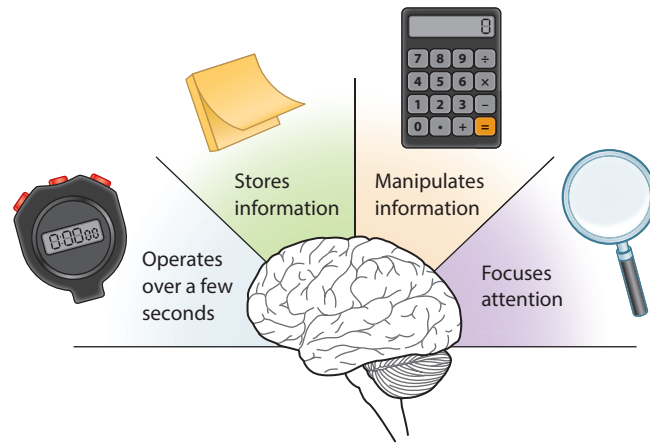 0
7 8 9 ÷
4 5 6 ×
1 2 3 −
0 • + =
Stores
information
Manipulates
information
0:00:00
Operates
over a few
seconds
Focuses
attention